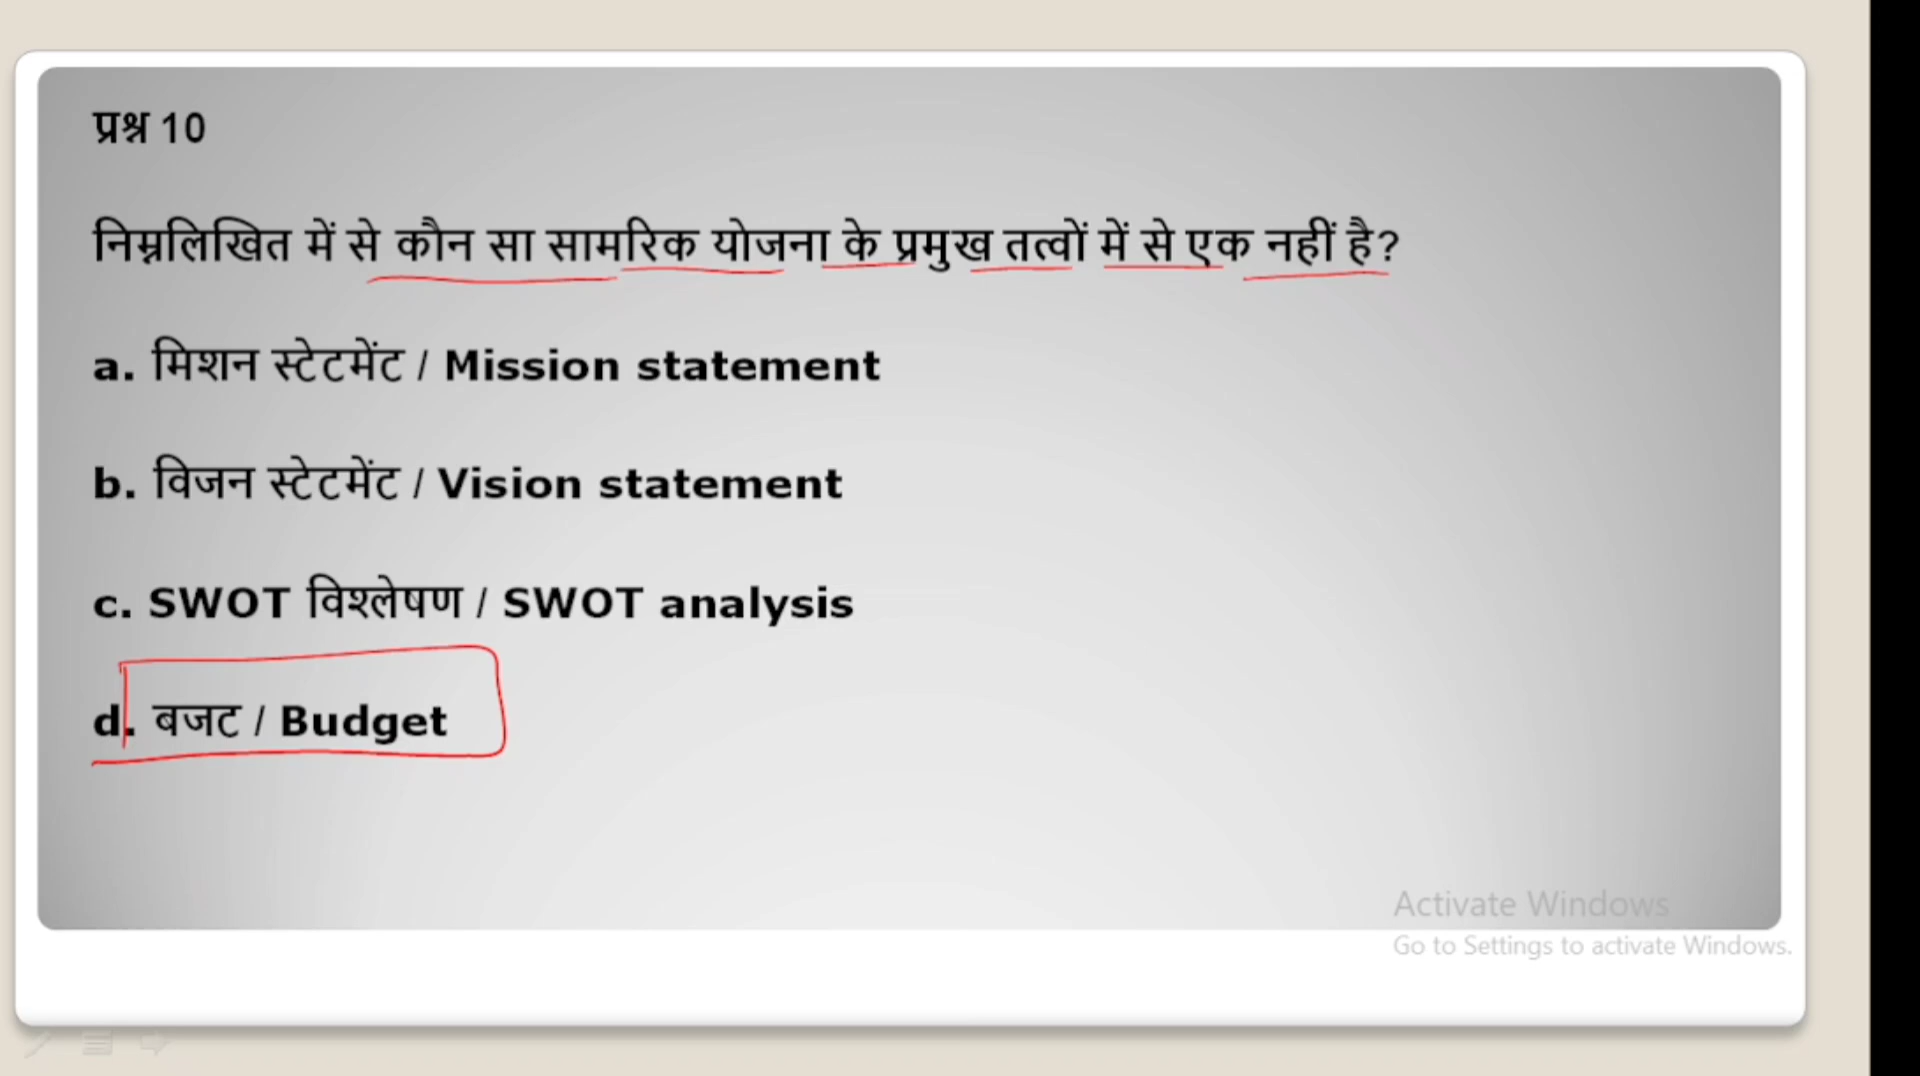 प्रश्न 10
निम्नलिखित में से कौन सा सामरिक योजना के प्रमुख तत्वों में से एक नहीं है?
a. मिशन स्टेटमेंट / Mission statement
b. विजन स्टेटमेंट / Vision statement
c. SWOT विश्लेषण / SWOT analysis
d. बजट / Budget
Activate Windows
Go to Settings to activate Windows.